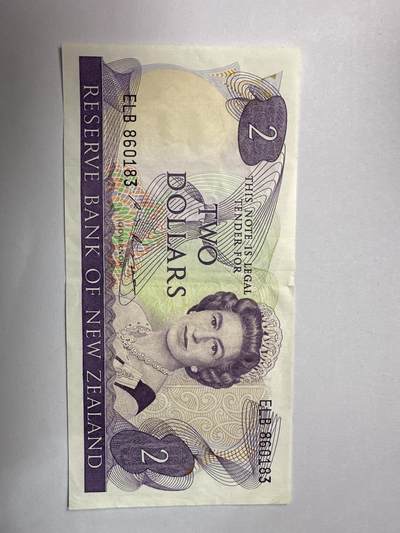 RESERVE BANK OF NEW ZEALAND
ELB 860183
2
THIS NOTE IS LEGAL
TENDER FOR
TWO
DOLLARS
ELB 860183
2